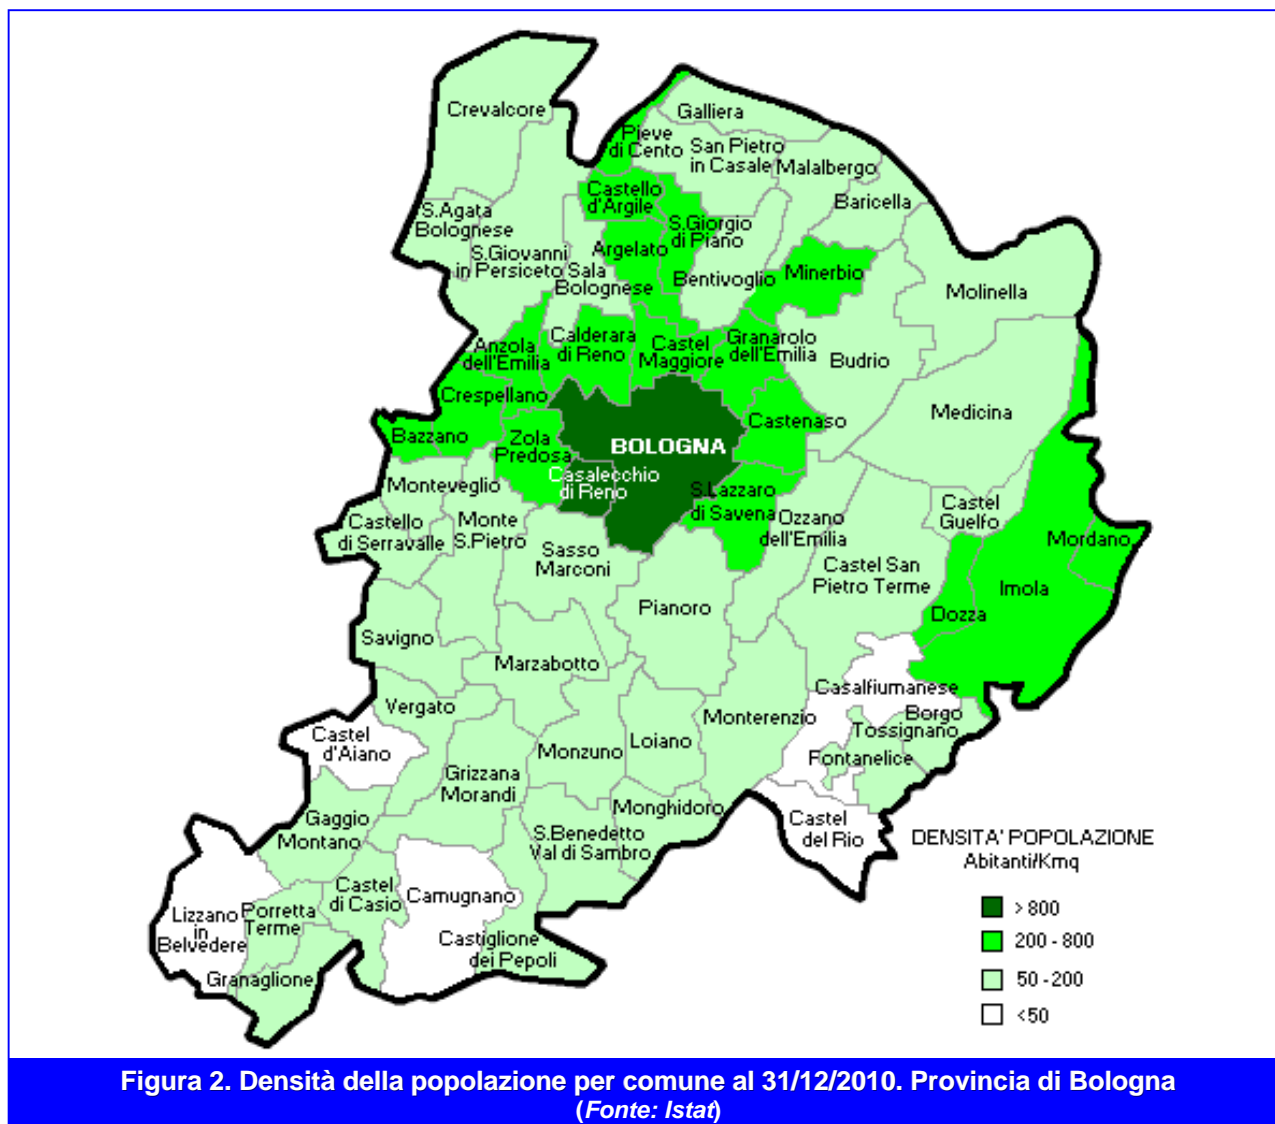 Crevalcore
Galliera
Pieve
di Cento
San Pietro
in Casale
Malalbergo
Castello
d'Argile
Baricella
S.Agata
Bolognese
S.Giorgio
di Piano
S.Giovanni
in Persiceto
Argelato
Sala
Bolognese
Bentivoglio
Minerbio
Molinella
Anzola
dell'Emilia
Calderara
di Reno
Castel
Maggiore
Granarolo
dell'Emilia
Budrio
Crespellano
Medicina
Bazzano
Zola
Predosa
BOLOGNA
Castenaso
Casalecchio
di Reno
Monteveglio
S.Lazzaro
di Savena
Castel
Guelfo
Castello
di Serravalle
Monte
S.Pietro
Ozzano
dell'Emilia
Mordano
Sasso
Marconi
Castel San
Pietro Terme
Imola
Pianoro
Dozza
Savigno
Marzabotto
Casalfiumanese
Vergato
Monterenzio
Borgo
Tossignano
Castel
d'Aiano
Monzuno
Loiano
Fontanelice
Grizzana
Morandi
Monghidoro
Gaggio
Montano
Castel
del Rio
S.Benedetto
Val di Sambro
Castel
di Casio
Camugnano
Lizzano
in
Belvedere
Porretta
Terme
Castiglione
dei Pepoli
Granaglione
DENSITA' POPOLAZIONE
Abitanti/Kmq
> 800
200 - 800
50 -200
<50
Figura 2. Densità della popolazione per comune al 31/12/2010. Provincia di Bologna
(Fonte: Istat)